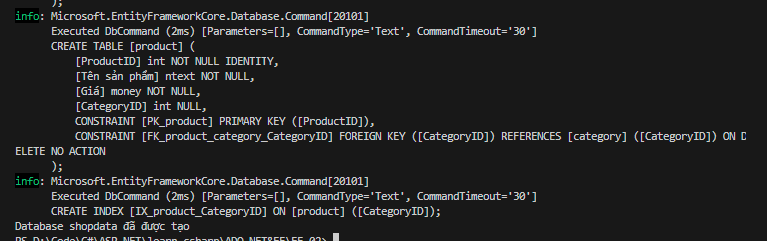 info: Microsoft.EntityFrameworkCore.Database.Command[20101]
Executed DbCommand (2ms) [Parameters=[], CommandType='Text', CommandTimeout='30']
CREATE TABLE [product] (
[ProductID] int NOT NULL IDENTITY,
[Tên sản phẩm] ntext NOT NULL,
[Giá] money NOT NULL,
[CategoryID] int NULL,
CONSTRAINT [PK_product] PRIMARY KEY ([ProductID]),
CONSTRAINT [FK_product_category_CategoryID] FOREIGN KEY ([CategoryID]) REFERENCES [category] ([CategoryID]) ON D
ELETE NO ACTION
);
info: Microsoft.EntityFrameworkCore.Database.Command[20101]
Executed DbCommand (2ms) [Parameters=[], CommandType='Text', CommandTimeout='30']
CREATE INDEX [IX_product_CategoryID] ON [product] ([CategoryID]);
Database shopdata đã được tạo
PS D:\Code\C#\ASP.NET\learn-csharp\ADO.NET&EF\EF-02>